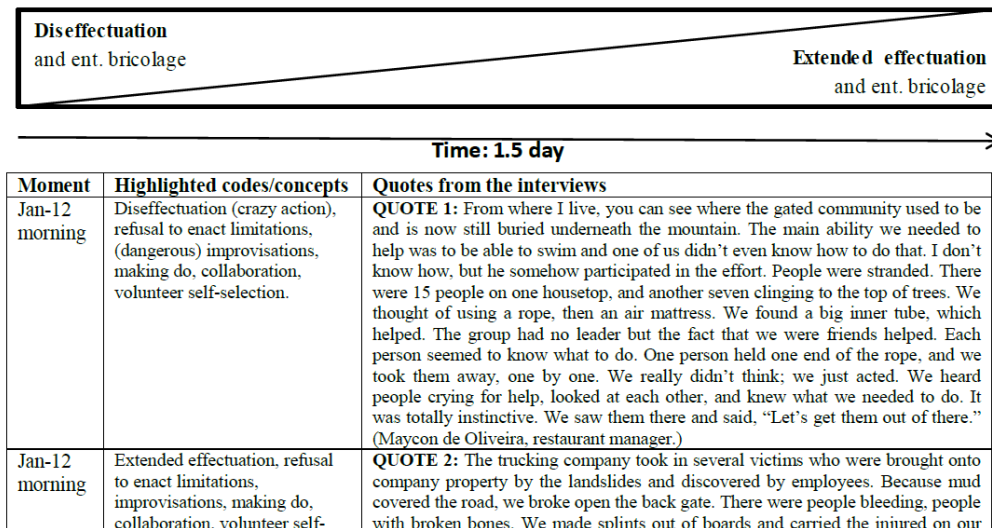 Diseffectuation
and ent. bricolage
Extended effectuation
and ent. bricolage
Time: 1.5 day
Moment Highlighted codes/concepts Quotes from the interviews
Jan-12
morning
Diseffectuation (crazy action),
refusal to enact limitations,
(dangerous) improvisations,
making do, collaboration,
volunteer self-selection.
QUOTE 1: From where I live, you can see where the gated community used to be
and is now still buried underneath the mountain. The main ability we needed to
help was to be able to swim and one of us didn’t even know how to do that. I don’t
know how, but he somehow participated in the effort. People were stranded. There
were 15 people on one housetop, and another seven clinging to the top of trees. We
thought of using a rope, then an air mattress. We found a big inner tube, which
helped. The group had no leader but the fact that we were friends helped. Each
person seemed to know what to do. One person held one end of the rope, and we
took them away, one by one. We really didn’t think; we just acted. We heard
people crying for help, looked at each other, and knew what we needed to do. It
was totally instinctive. We saw them there and said, “Let’s get them out of there.”
(Maycon de Oliveira, restaurant manager.)
Jan-12
morning
Extended effectuation, refusal
to enact limitations,
improvisations, making do,
collaboration, volunteer self-
QUOTE 2: The trucking company took in several victims who were brought onto
company property by the landslides and discovered by employees. Because mud
covered the road, we broke open the back gate. There were people bleeding, people
with broken bones. We made splints out of boards and carried the injured on our